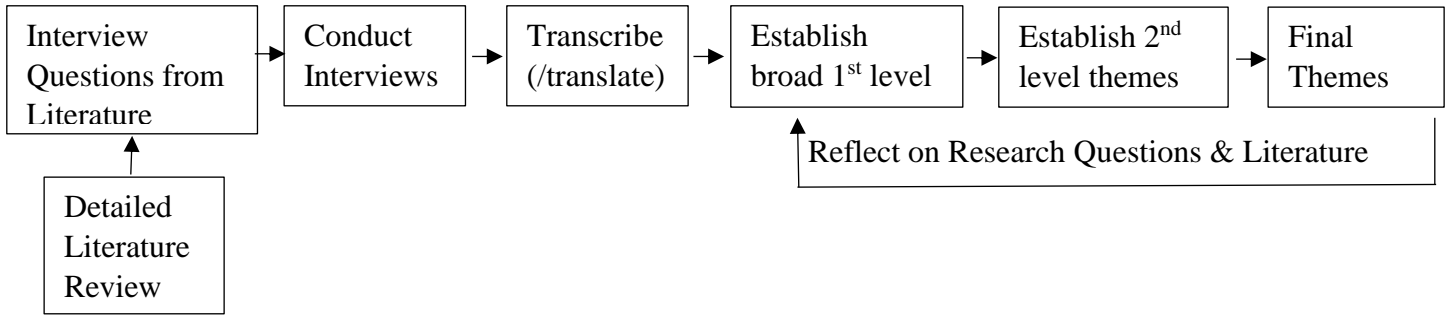 Interview
Questions from
Literature
Conduct
Interviews
Transcribe
(/translate)
Establish
broad 1st level
Establish 2nd
level themes
Final
Themes
Reflect on Research Questions & Literature
Detailed
Literature
Review